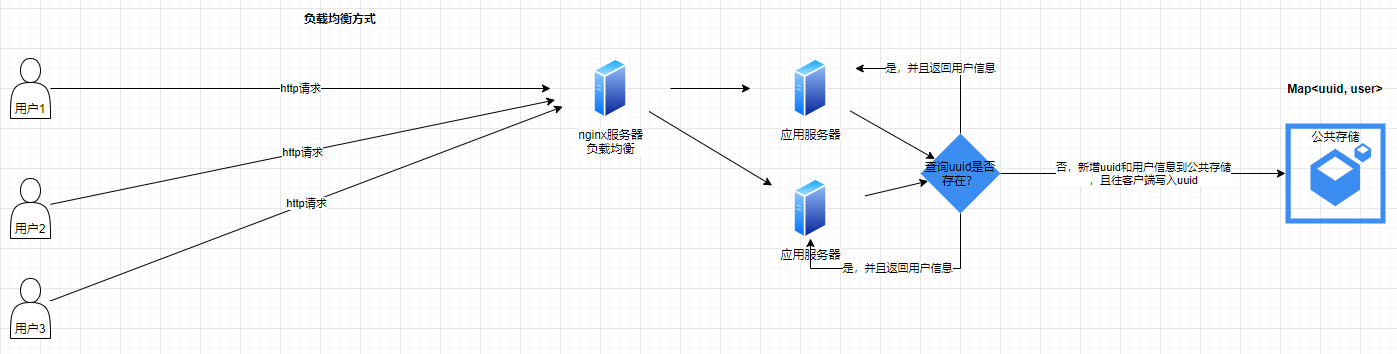 负载均衡方式
用户1
http请求
用户2
http请求
用户3
http请求
nginx服务器
负载均衡
应用服务器
应用服务器
是，并且返回用户信息
查询uuid是否
存在?
是，并且返回用户信息
否，新增uuid和用户信息到公共存储
，且往客户端写入uuid
Map<uuid, user>
公共存储